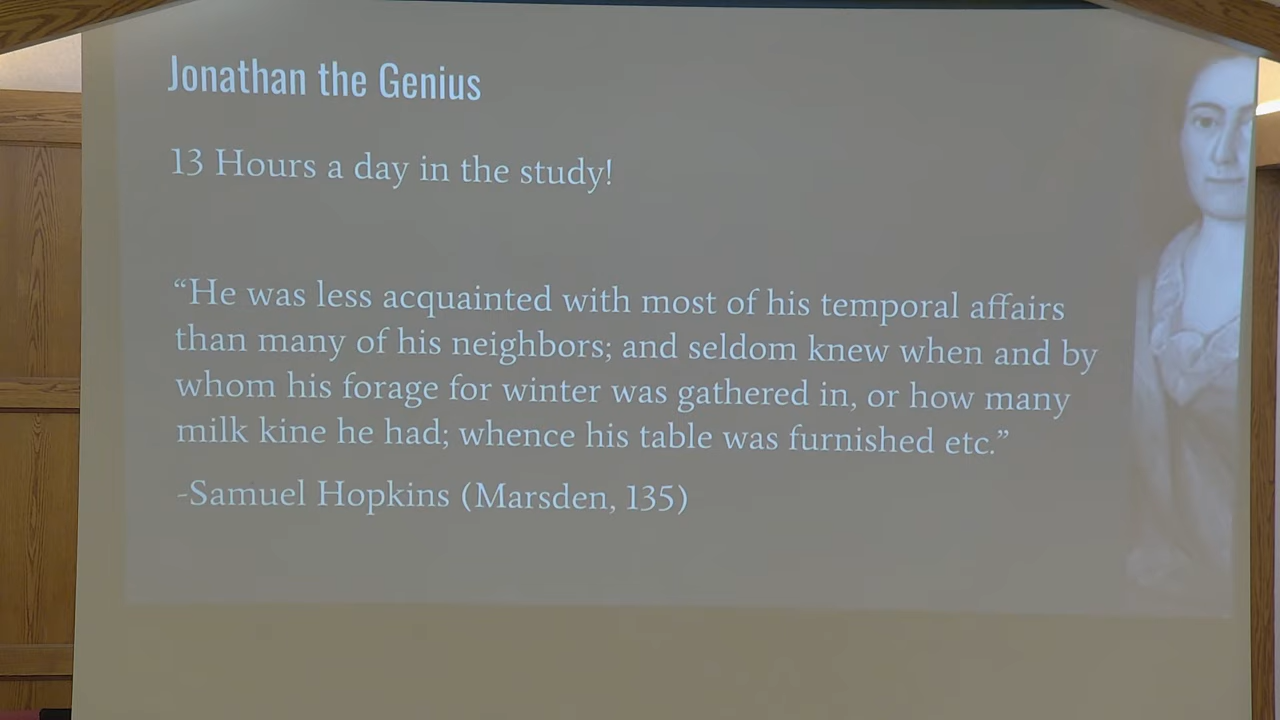 Jonathan the Genius
13 Hours a day in the study!
“He was less acquainted with most of his temporal affairs
than many of his neighbors; and seldom knew when and by
whom his forage for winter was gathered in, or how many
milk kine he had; whence his table was furnished etc.”
-Samuel Hopkins (Marsden, 135)